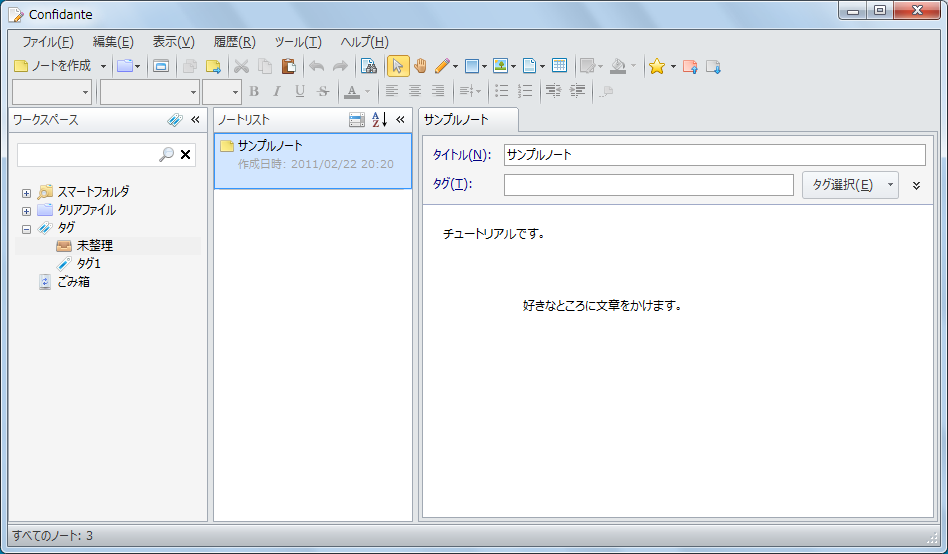 Confidante
ファイル(F) 編集(E) 表示(V) 履歴(R) ツール(T) ヘルプ(H)
ノートを作成
B I U S A
ワークスペース
スマートフォルダ
クリアファイル
タグ
未整理
タグ1
ごみ箱
ノートリスト
サンプルノート
作成日時: 2011/02/22 20:20
サンプルノート
タイトル(N): サンプルノート
タグ(T): タグ選択(E)
チュートリアルです。
好きなところに文章をかけます。
すべてのノート: 3